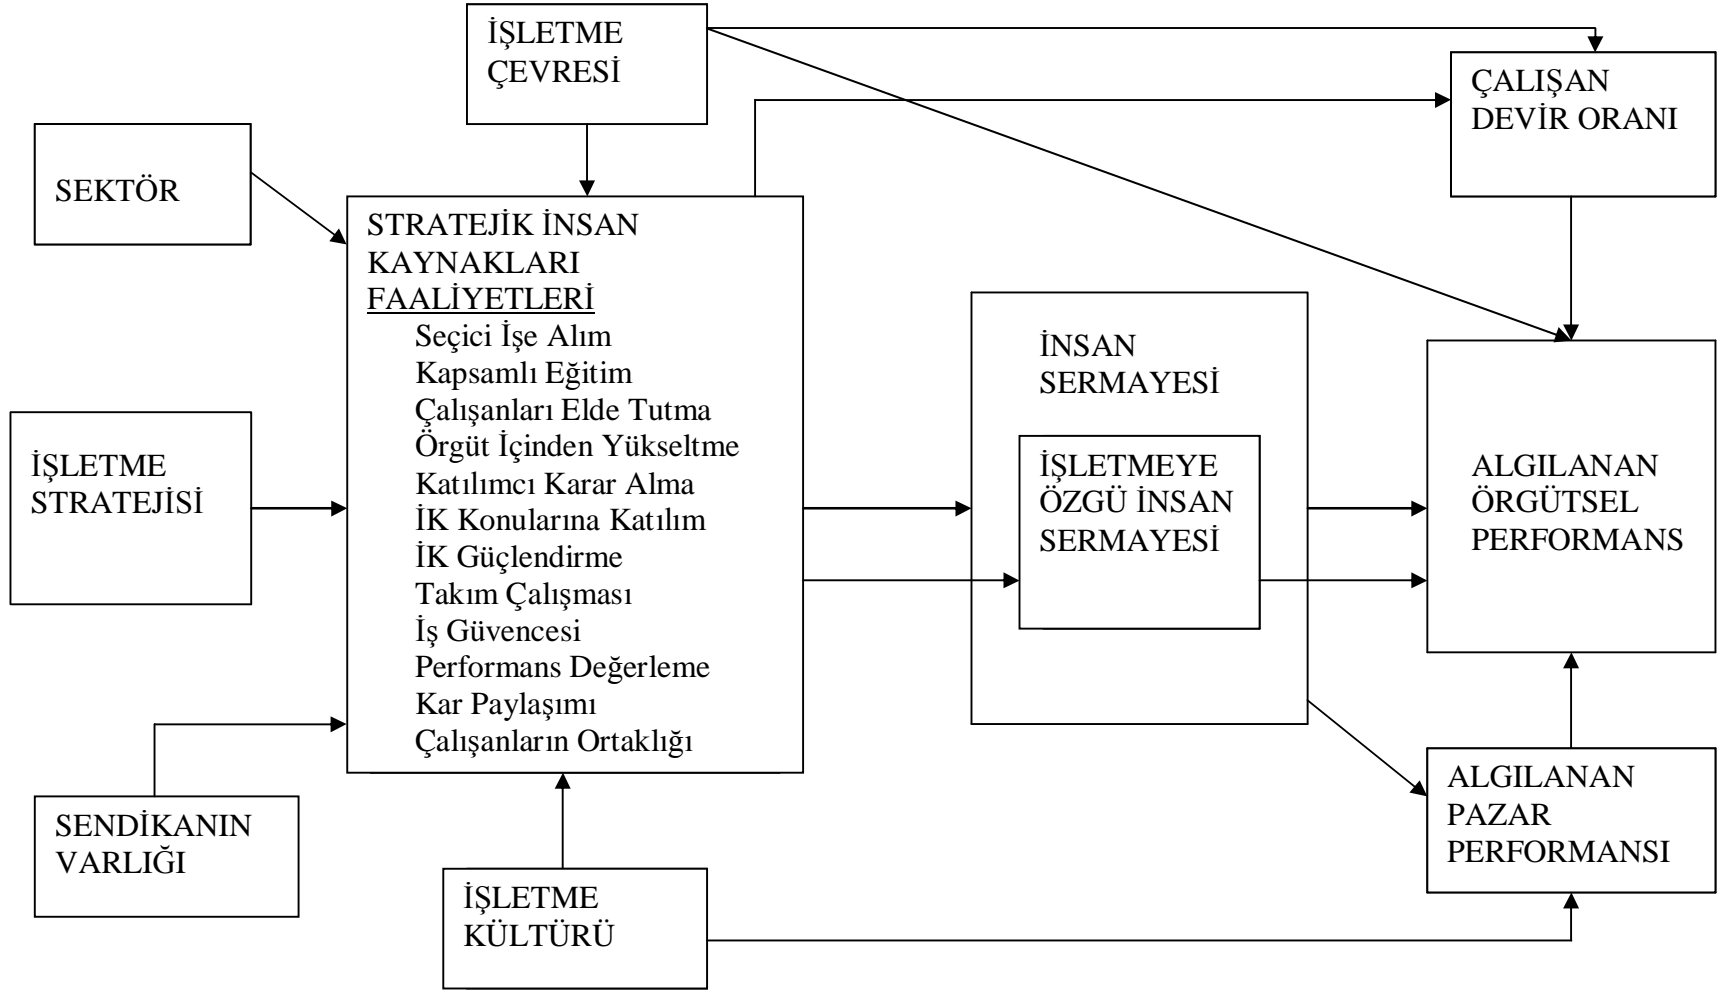 İŞLETME
ÇEVRESİ
ÇALIŞAN
DEVİR ORANI
SEKTÖR
STRATEJİK İNSAN
KAYNAKLARI
FAALİYETLERİ
Seçici İşe Alım
Kapsamlı Eğitim
Çalışanları Elde Tutma
Örgüt İçinden Yükseltme
Katılımcı Karar Alma
İK Konularına Katılım
İK Güçlendirme
Takım Çalışması
İş Güvencesi
Performans Değerleme
Kar Paylaşımı
Çalışanların Ortaklığı
İŞLETME
STRATEJİSİ
İNSAN
SERMAYESİ
İŞLETMEYE
ÖZGÜ İNSAN
SERMAYESİ
ALGILANAN
ÖRGÜTSEL
PERFORMANS
SENDİKANIN
VARLIĞI
İŞLETME
KÜLTÜRÜ
ALGILANAN
PAZAR
PERFORMANSI